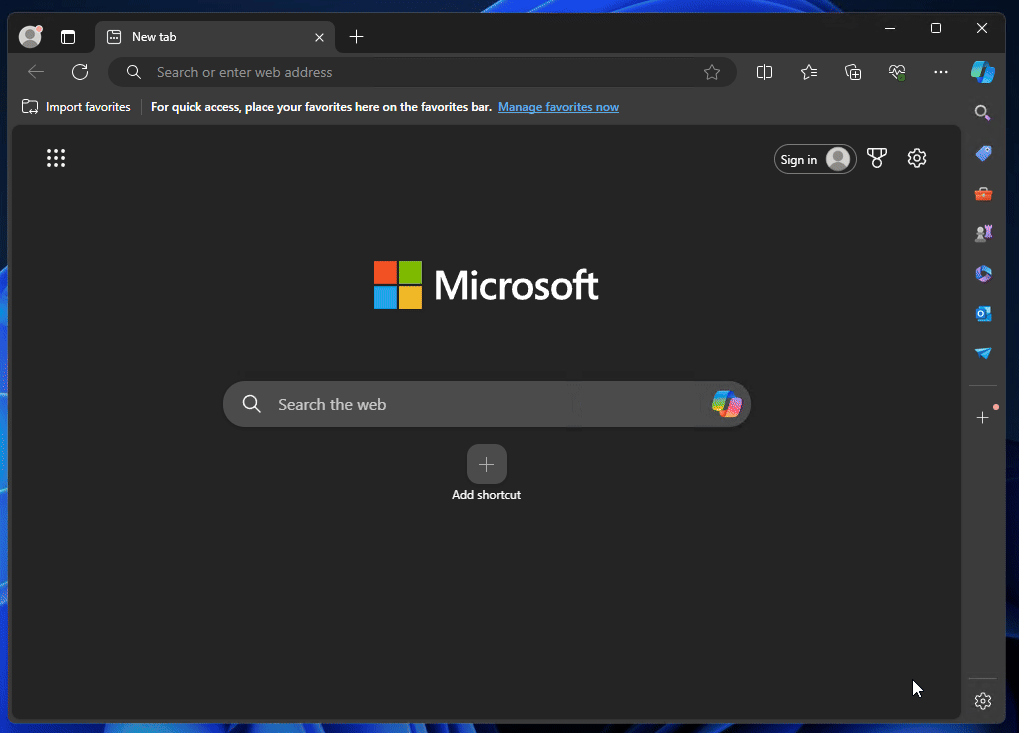 New tab
Search or enter web address
Import favorites
For quick access, place your favorites here on the favorites bar. Manage favorites now
Sign in
Microsoft
Search the web
Add shortcut